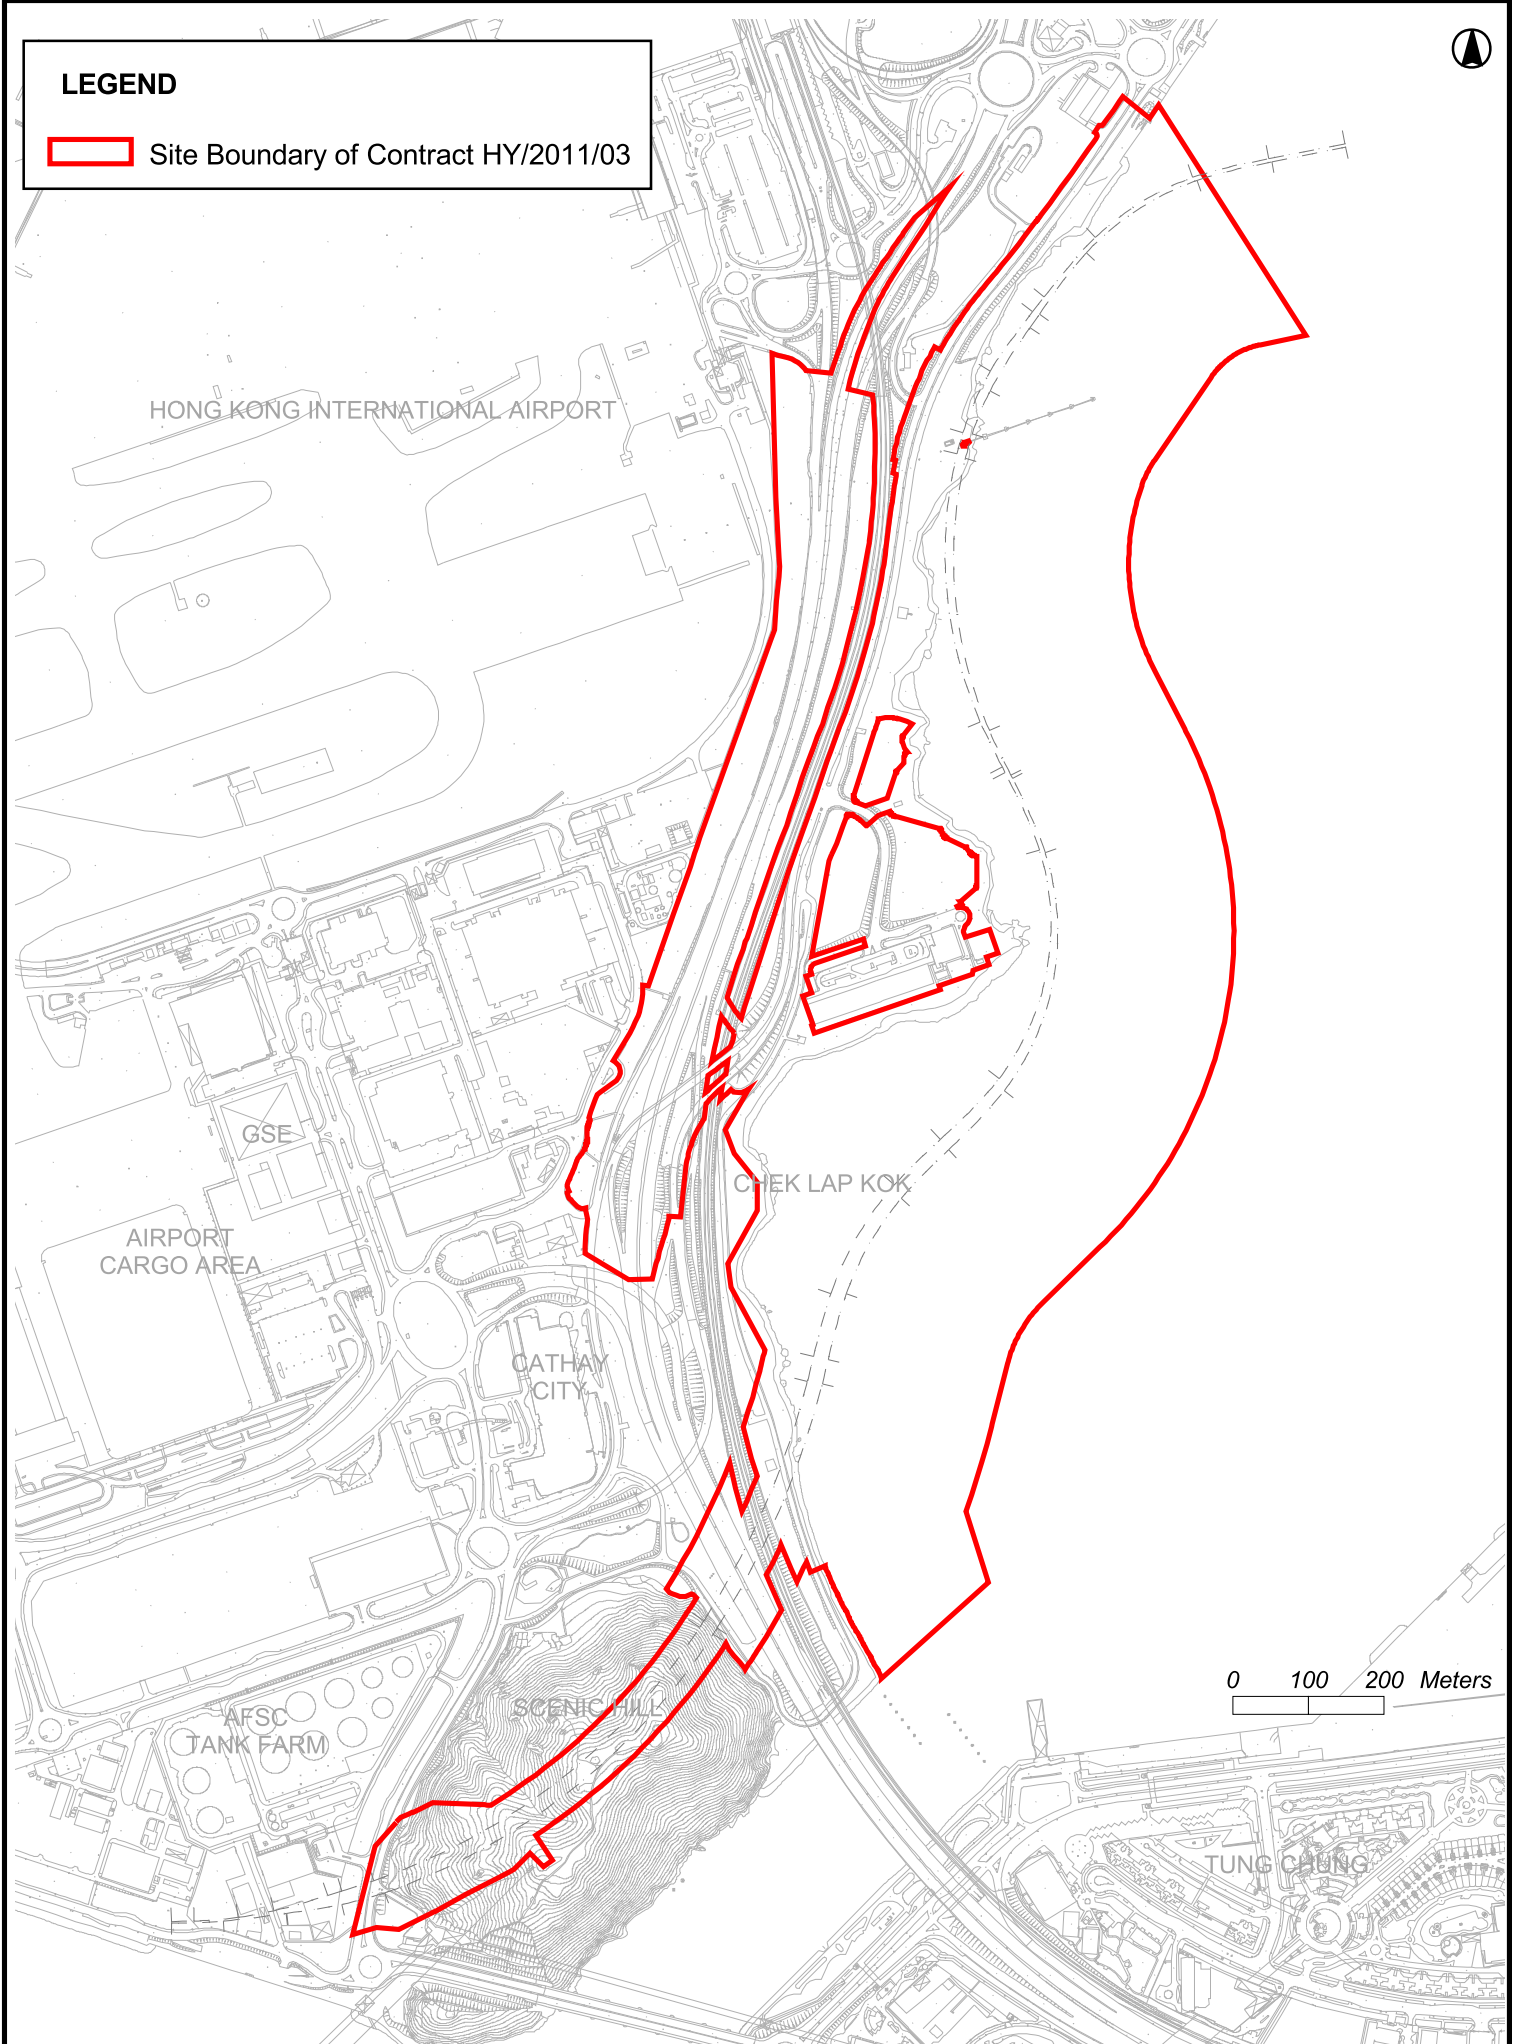 LEGEND
Site Boundary of Contract HY/2011/03
HONG KONG INTERNATIONAL AIRPORT
GSE
CHEK LAP KOK
AIRPORT
CARGO AREA
CATHAY
CITY
SCENIC HILL
AFSC
TANK FARM
0 100 200 Meters
TUNG CHUNG